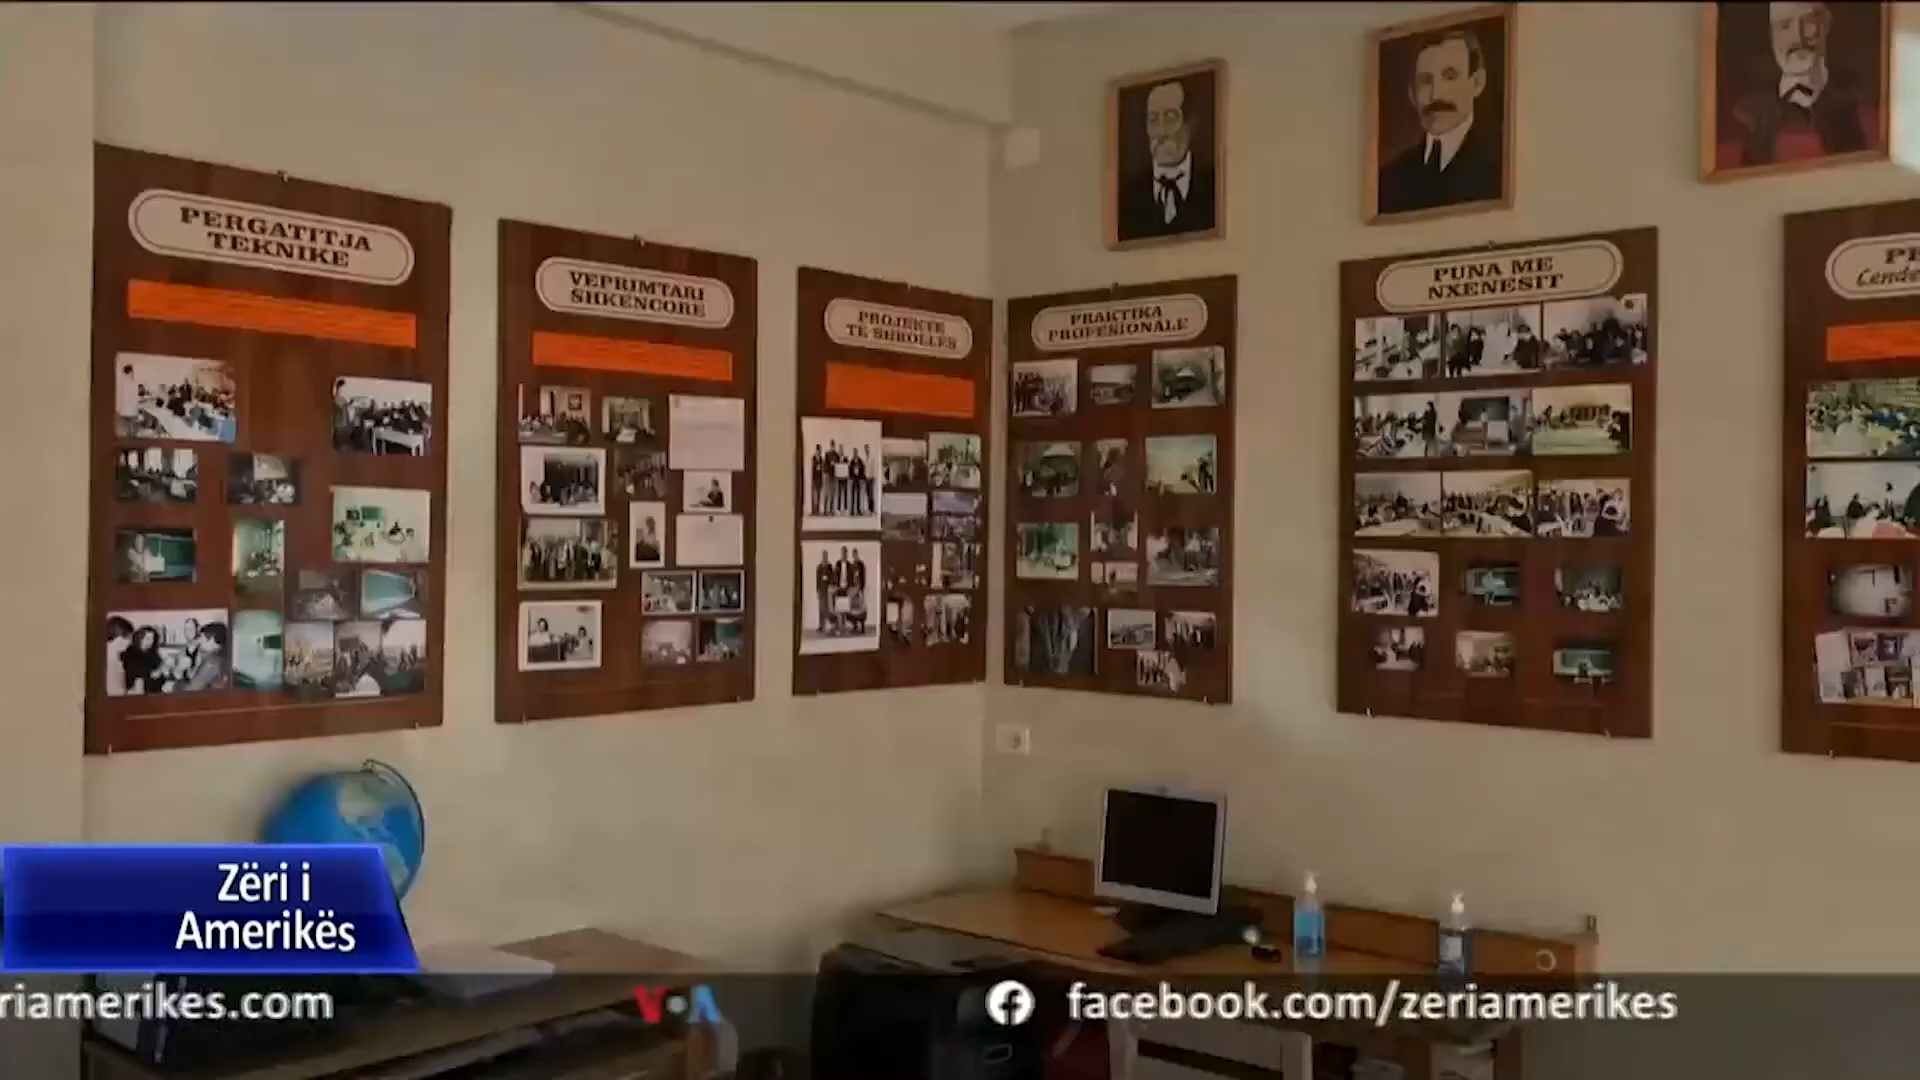 PERGATITJA
TEKNIKE
VEPRIMTARI
SHKENCORE
PROJEKTE
TE SHKOLLES
PRAKTIKA
PROFESIONALE
PUNA ME
NXENESIT
Zëri i
Amerikës
riamerikes.com
VOA
facebook.com/zeriamerikes